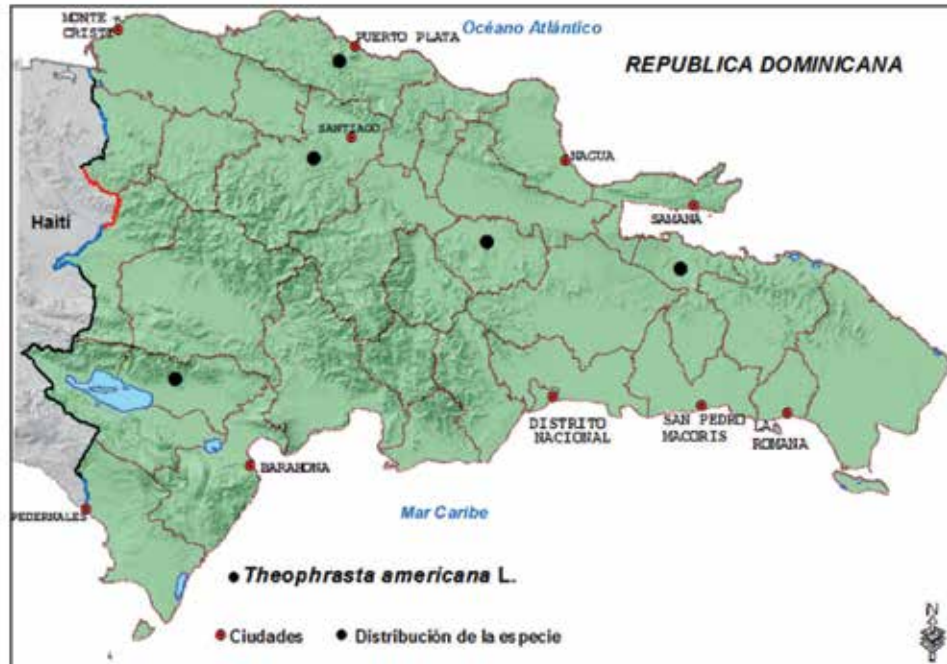 MONTE
CRISTI
Océano Atlántico
PUERTO PLATA
REPUBLICA DOMINICANA
SANTIAGO
NAGUA
Haití
SAMANA
DISTRITO
NACIONAL
SAN PEDRO
MACORIS
LA
ROMANA
BARAHONA
PEDERNALES
Mar Caribe
Theophrasta americana L.
Ciudades
Distribución de la especie
N